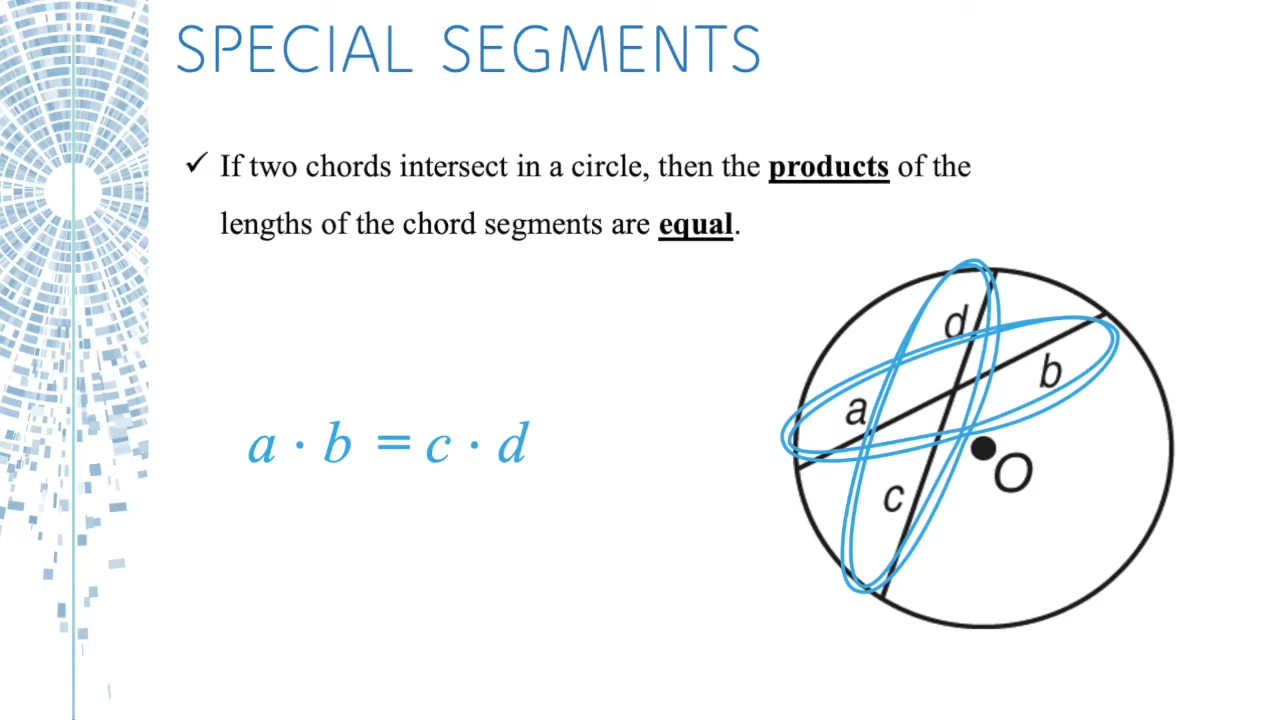 SPECIAL SEGMENTS
✓ If two chords intersect in a circle, then the products of the
lengths of the chord segments are equal.
d
b
a
a · b = c · d
O
c